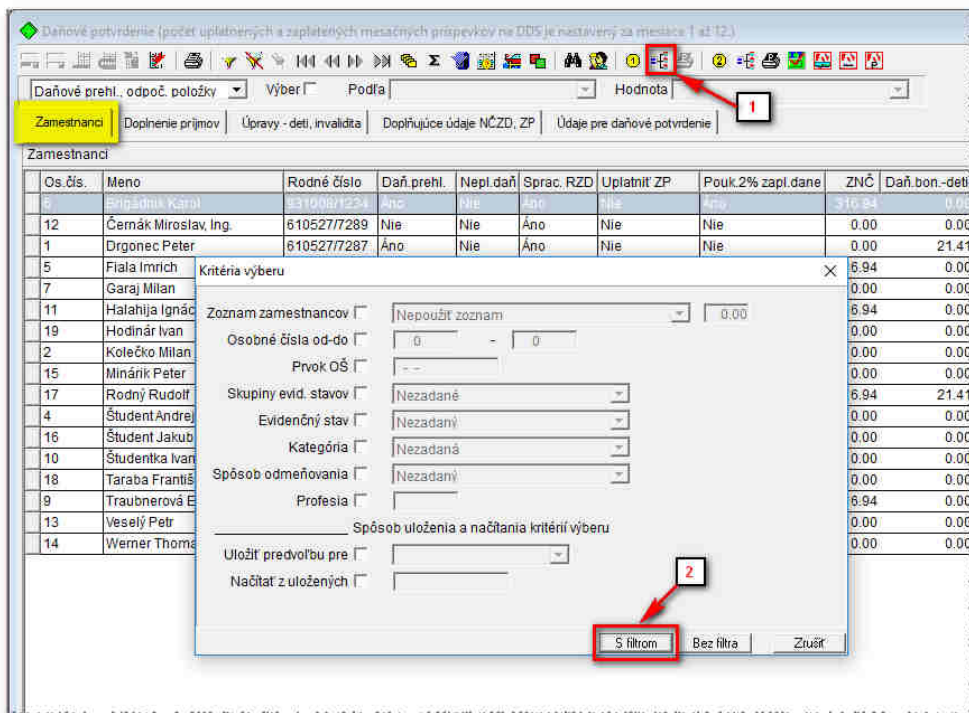 Daňové potvrdenie (počet uplatnených a zaplatených mesačných príspevkov na DDS je nastavený za mesiace 1 až 12.)
Daňové prehl., odpoč. položky Výber Podľa Hodnota
1
Zamestnanci Doplnenie príjmov Úpravy - deti, invalidita Doplňujúce údaje NČZD, ZP Údaje pre daňové potvrdenie
Zamestnanci
Os.čís. Meno Rodné číslo Daň.prehl. Nepl.daň Sprac. RZD Uplatniť ZP Pouk.2% zapl.dane ZNČ Daň.bon.-deti
6 Brigádnik Karol 931008/1234 Áno Nie Áno Nie Áno 316.94 0.00
12 Černák Miroslav, Ing. 610527/7289 Nie Nie Áno Nie Nie 0.00 0.00
1 Drgonec Peter 610527/7287 Áno Nie Áno Nie Nie 0.00 21.41
5 Fiala Imrich 6.94 0.00
7 Garaj Milan 0.00 0.00
11 Halahija Ignác 6.94 0.00
19 Hodinár Ivan 0.00 0.00
2 Kolečko Milan 0.00 0.00
15 Minárik Peter 0.00 0.00
17 Rodný Rudolf 6.94 21.41
4 Študent Andrej 0.00 0.00
16 Študent Jakub 0.00 0.00
10 Študentka Ivan 0.00 0.00
18 Taraba Františ 0.00 0.00
9 Traubnerová E 6.94 0.00
13 Veselý Petr 0.00 0.00
14 Werner Thoma 0.00 0.00
Kritéria výberu
Zoznam zamestnancov Nepoužiť zoznam 0.00
Osobné čísla od-do 0 - 0
Prvok OŠ - -
Skupiny evid. stavov Nezadané
Evidenčný stav Nezadaný
Kategória Nezadaná
Spôsob odmeňovania Nezadaný
Profesia
Spôsob uloženia a načítania kritérií výberu
Uložiť predvoľbu pre
Načítať z uložených
2
S filtrom Bez filtra Zrušiť